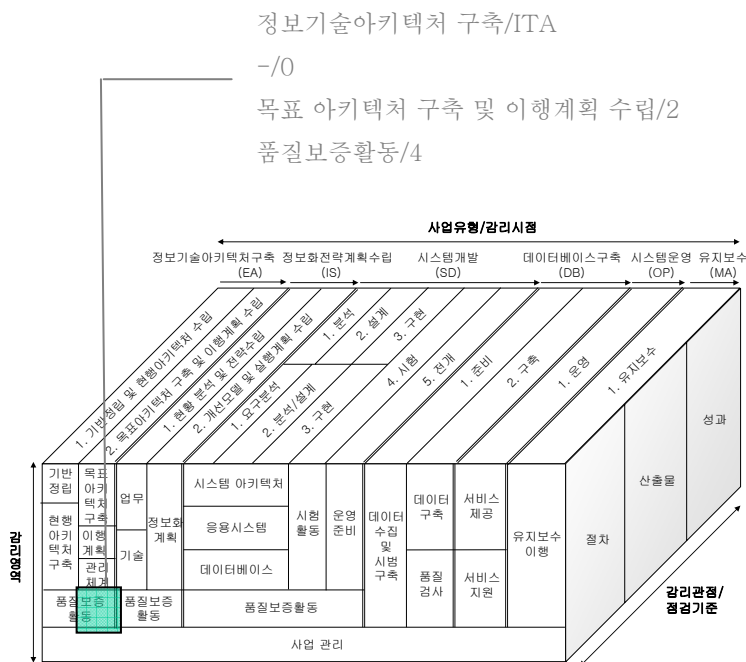 정보기술아키텍처 구축/ITA
-/0
목표 아키텍처 구축 및 이행계획 수립/2
품질보증활동/4
사업유형/감리시점
정보기술아키텍처구축
(EA)
정보화전략계획수립
(IS)
시스템개발
(SD)
데이터베이스구축
(DB)
시스템운영
(OP)
유지보수
(MA)
1. 기반정립 및 현행아키텍처 수립
2. 목표아키텍처 구축 및 이행계획 수립
1. 현황 분석 및 전략수립
2. 개선모델 및 실행계획 수립
1. 분석
2. 설계
3. 구현
1. 요구분석
2. 분석/설계
3. 구현
4. 시험
5. 전개
1. 준비
2. 구축
1. 운영
1. 유지보수
기반
정립
현행
아키
텍처
구축
목표
아키
텍처
구축
이행
계획
관리
체계
업무
기술
정보화
계획
시스템 아키텍처
응용시스템
데이터베이스
시험
활동
운영
준비
데이터
수집
및
시범
구축
데이터
구축
품질
검사
서비스
제공
서비스
지원
유지보수
이행
품질보증
활동
품질보증
활동
품질보증활동
사업 관리
절차
산출물
성과
감리영역
감리관점/
점검기준